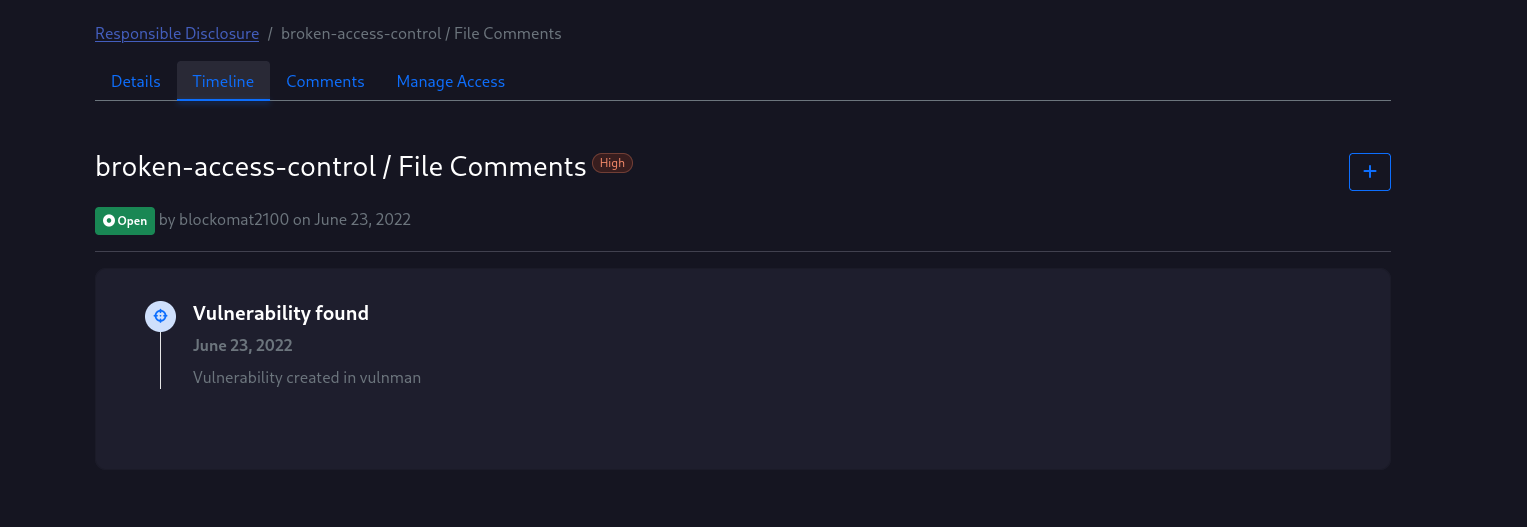 Responsible Disclosure / broken-access-control / File Comments
Details Timeline Comments Manage Access
broken-access-control / File Comments High
+
Open by blockomat2100 on June 23, 2022
Vulnerability found
June 23, 2022
Vulnerability created in vulnman